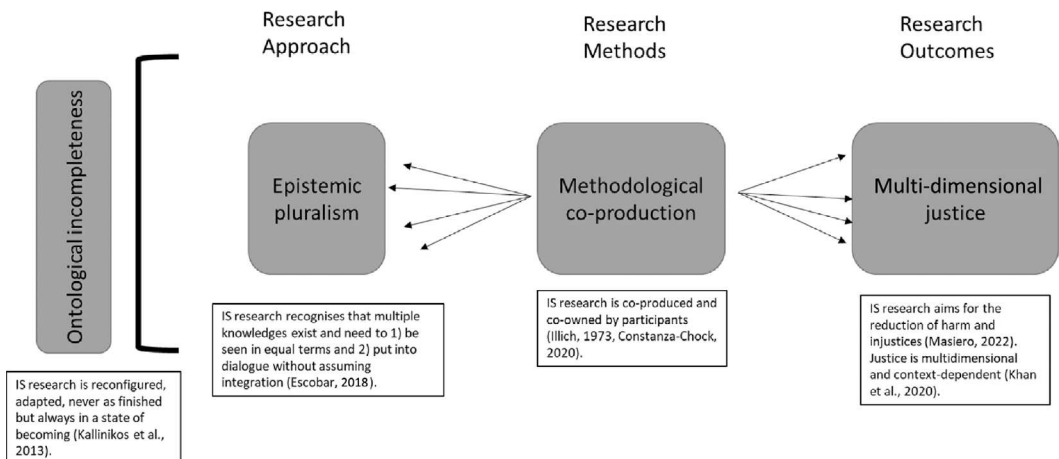 Research
Approach
Research
Methods
Research
Outcomes
Ontological incompleteness
Epistemic
pluralism
Methodological
co-production
Multi-dimensional
justice
IS research is reconfigured,
adapted, never as finished
but always in a state of
becoming (Kallinikos et al.,
2013).
IS research recognises that multiple
knowledges exist and need to 1) be
seen in equal terms and 2) put into
dialogue without assuming
integration (Escobar, 2018).
IS research is co-produced and
co-owned by participants
(Illich, 1973, Constanza-Chock,
2020).
IS research aims for the
reduction of harm and
injustices (Masiero, 2022).
Justice is multidimensional
and context-dependent (Khan
et al., 2020).